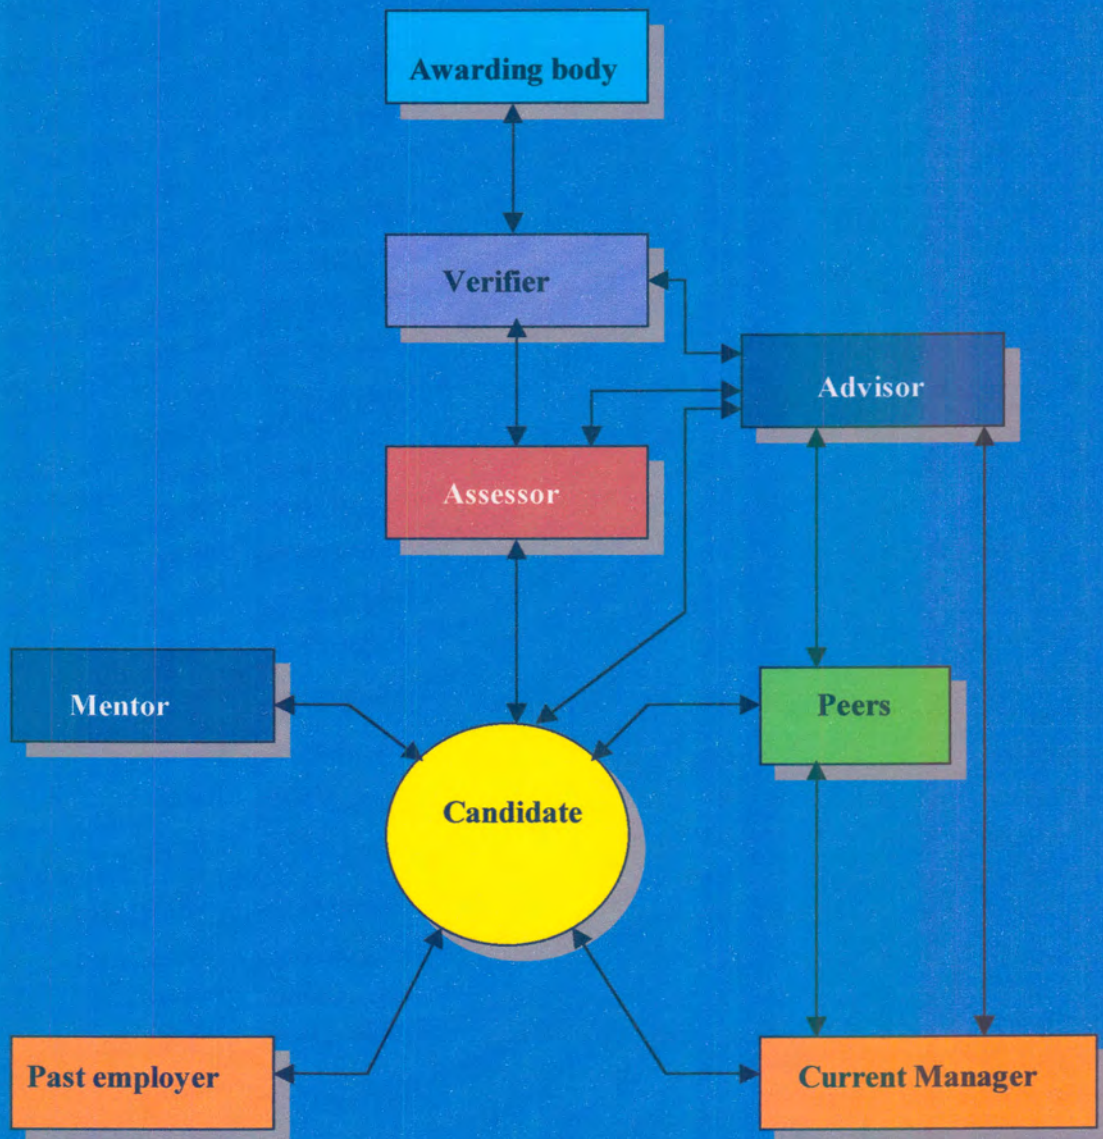 Awarding body
Verifier
Advisor
Assessor
Mentor
Peers
Candidate
Past employer
Current Manager